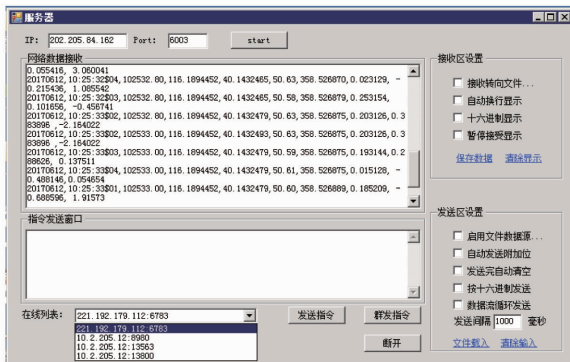 服务器
IP: 202.205.84.162 Port: 6003 start
网络数据接收
0.055416, 3.060041
20170612,10:25:32$04,102532.80,116.1894452,40.1432465,50.63,358.526870,0.023129, -
0.215436, 1.085542
20170612,10:25:32$03,102532.80,116.1894452,40.1432465,50.58,358.526879,0.253154,
0.101656, -0.456741
20170612,10:25:33$02,102532.80,116.1894452,40.1432479,50.63,358.526875,0.203126,0.3
83896 ,-2.164022
20170612,10:25:33$02,102533.00,116.1894452,40.1432493,50.63,358.526875,0.203126,0.3
83896 ,-2.164022
20170612,10:25:33$03,102533.00,116.1894452,40.1432479,50.59,358.526875,0.193144,0.2
88626, 0.137511
20170612,10:25:33$04,102533.00,116.1894452,40.1432479,50.61,358.526875,0.015128, -
0.488146,0.054654
20170612,10:25:33$01,102533.00,116.1894452,40.1432479,50.60,358.526889,0.185209, -
0.688596, 1.91573
接收区设置
接收转向文件...
自动换行显示
十六进制显示
暂停接受显示
保存数据 清除显示
指令发送窗口
发送区设置
启用文件数据源...
自动发送附加位
发送完自动清空
按十六进制发送
数据流循环发送
发送间隔 1000 毫秒
文件载入 清除输入
在线列表: 221.192.179.112:6783 发送指令 群发指令
221.192.179.112:6783
10.2.205.12:8980
10.2.205.12:13563
10.2.205.12:13800
断开